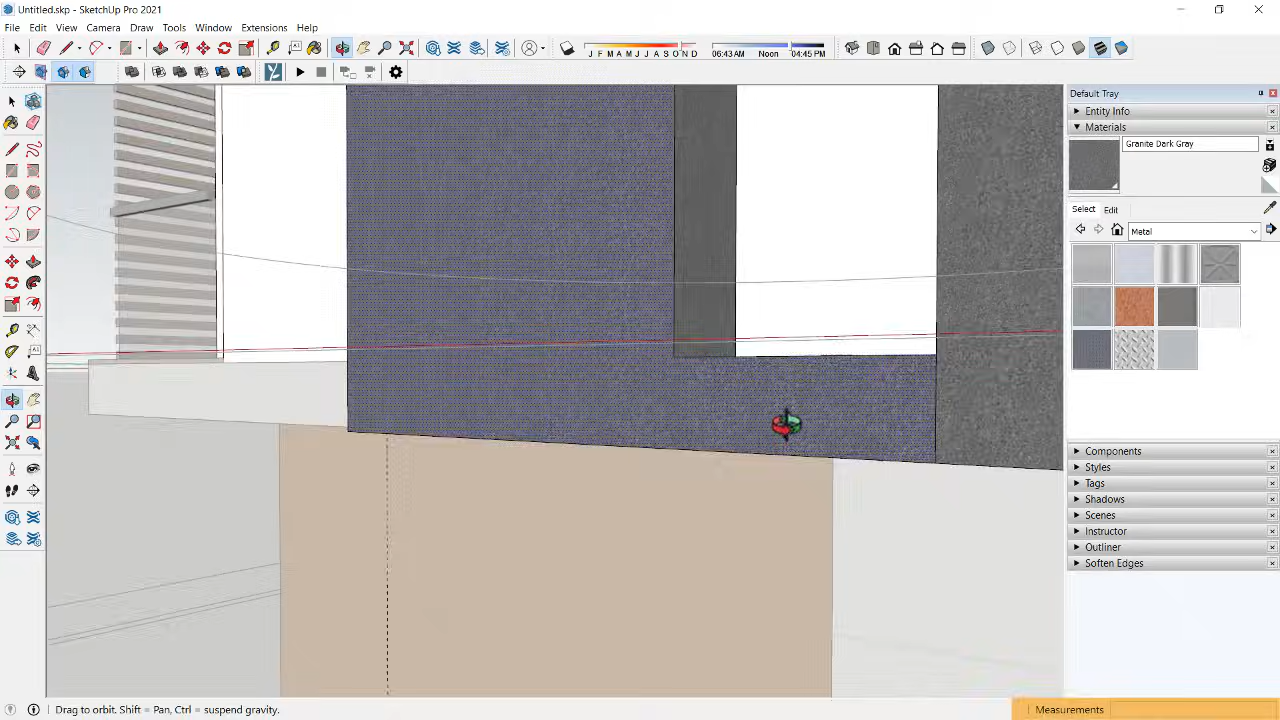 Untitled.skp - SketchUp Pro 2021
File Edit View Camera Draw Tools Window Extensions Help
J F M A M J J A S O N D 06:43 AM Noon 04:45 PM
Default Tray
Entity Info
Materials
Granite Dark Gray
Select Edit
Metal
Components
Styles
Tags
Shadows
Scenes
Instructor
Outliner
Soften Edges
Drag to orbit. Shift = Pan, Ctrl = suspend gravity.
Measurements